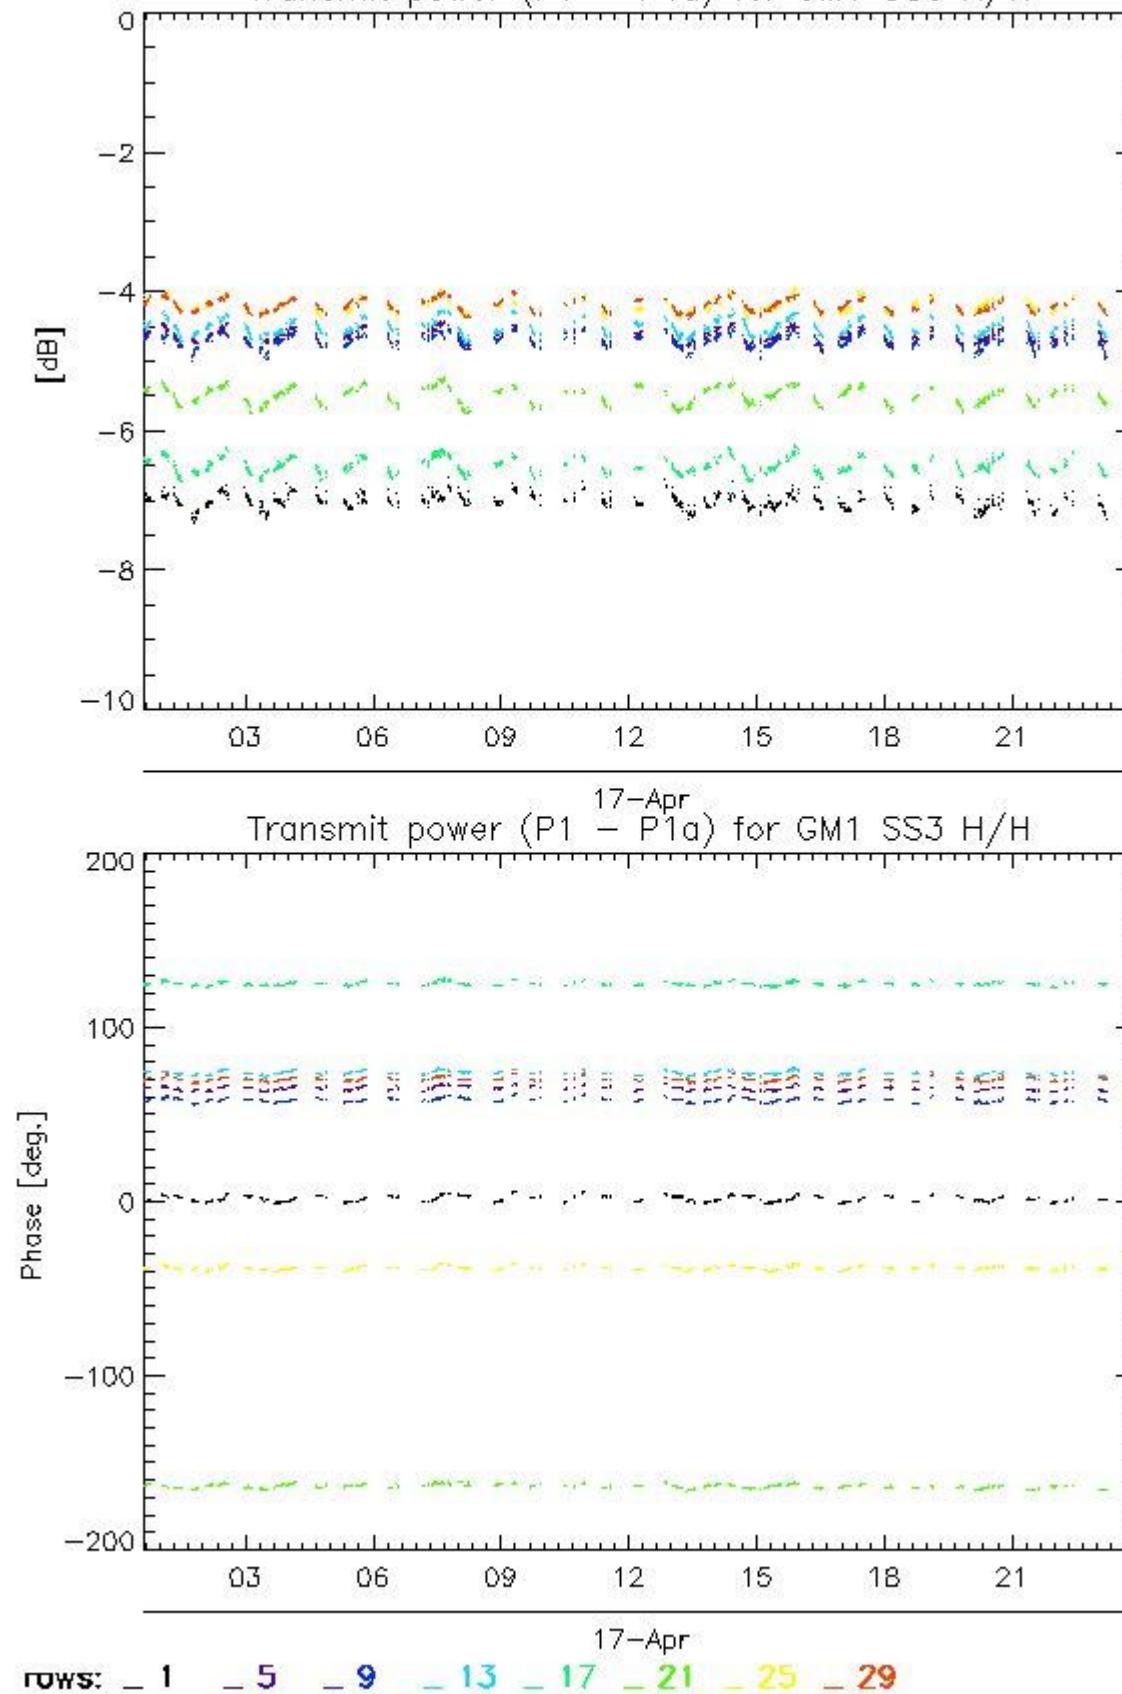 0
-2
-4
[dB]
-6
-8
-10
03 06 09 12 15 18 21
17-Apr
Transmit power (P1 - P1a) for GM1 SS3 H/H
200
100
Phase [deg.]
0
-100
-200
03 06 09 12 15 18 21
17-Apr
rows: _ 1 _ 5 _ 9 _ 13 _ 17 _ 21 _ 25 _ 29